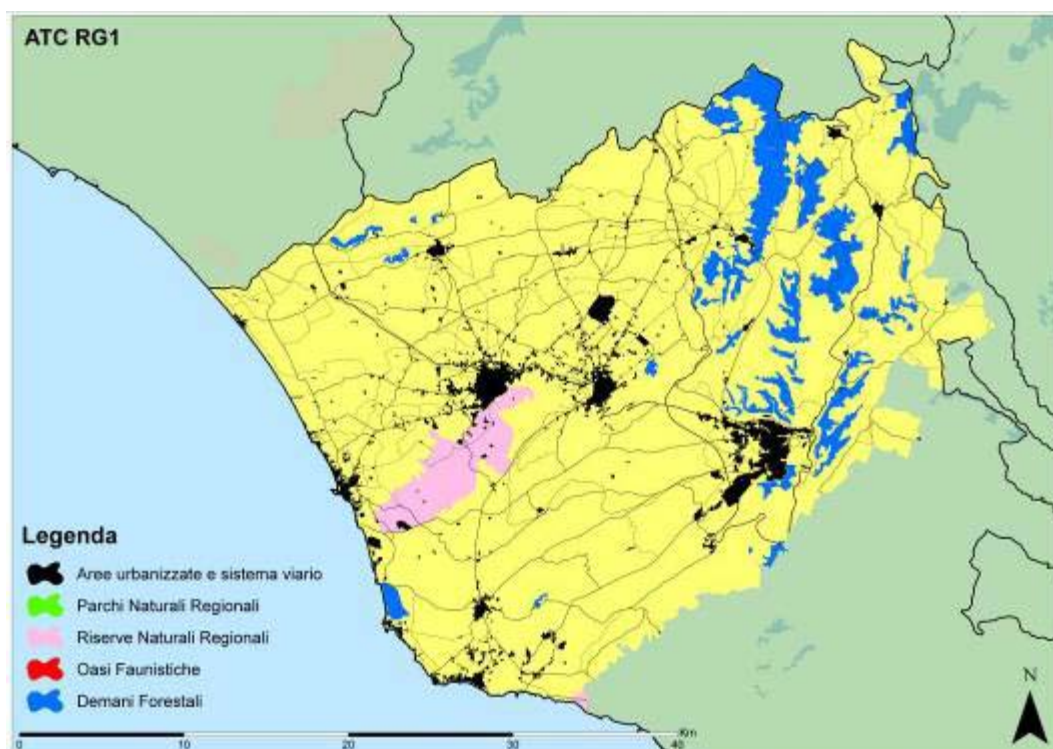 ATC RG1
Legenda
Aree urbanizzate e sistema viario
Parchi Naturali Regionali
Riserve Naturali Regionali
Oasi Faunistiche
Demani Forestali
N
Km
0 10 20 30 40